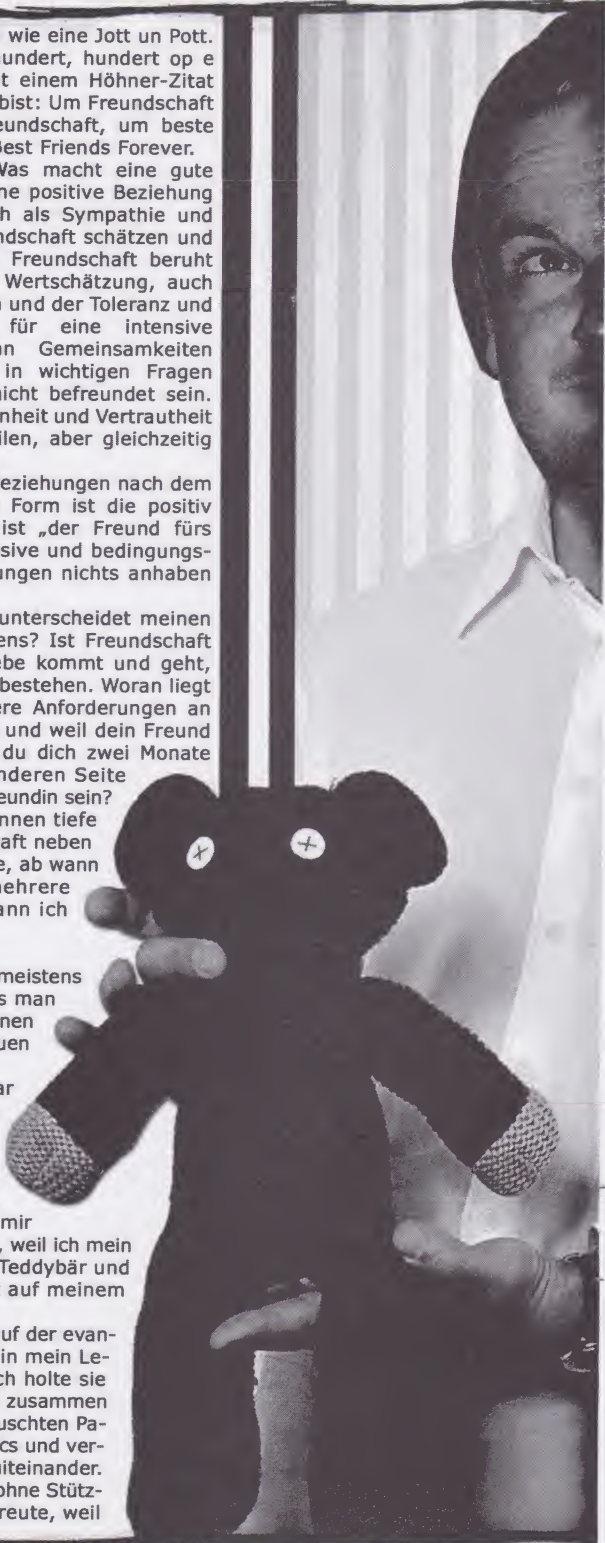 wie eine Jott un Pott.
undert, hundert op e
t einem Höhner-Zitat
bist: Um Freundschaft
eundschaft, um beste
Best Friends Forever.
Was macht eine gute
ne positive Beziehung
h als Sympathie und
ndschaft schätzen und
Freundschaft beruht
Wertschätzung, auch
n und der Toleranz und
für eine intensive
an Gemeinsamkeiten
in wichtigen Fragen
nicht befreundet sein.
nheit und Vertrautheit
ilen, aber gleichzeitig
eziehungen nach dem
Form ist die positiv
ist „der Freund fürs
sive und bedingungs-
ungen nichts anhaben
unterscheidet meinen
ens? Ist Freundschaft
ebe kommt und geht,
bestehen. Woran liegt
ere Anforderungen an
und weil dein Freund
du dich zwei Monate
nderen Seite
eundin sein?
nnen tiefe
aft neben
e, ab wann
nehrere
ann ich
meistens
s man
nen
uen
ar
mir
, weil ich mein
Teddybär und
t auf meinem
uf der evan-
in mein Le-
ch holte sie
zusammen
uschten Pa-
cs und ver-
niteinander.
ohne Stütz-
reute, weil